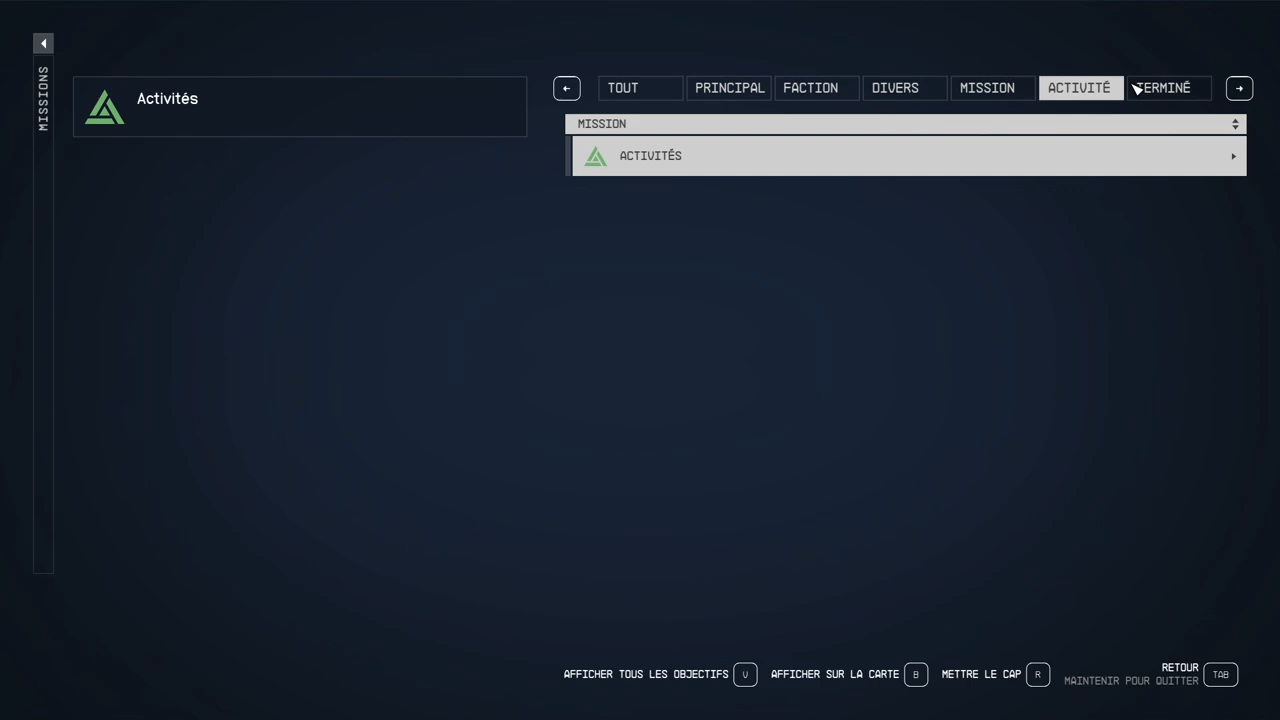 MISSIONS
Activités
TOUT
PRINCIPAL
FACTION
DIVERS
MISSION
ACTIVITÉ
TERMINÉ
MISSION
ACTIVITÉS
AFFICHER TOUS LES OBJECTIFS V
AFFICHER SUR LA CARTE B
METTRE LE CAP R
RETOUR
MAINTENIR POUR QUITTER
TAB